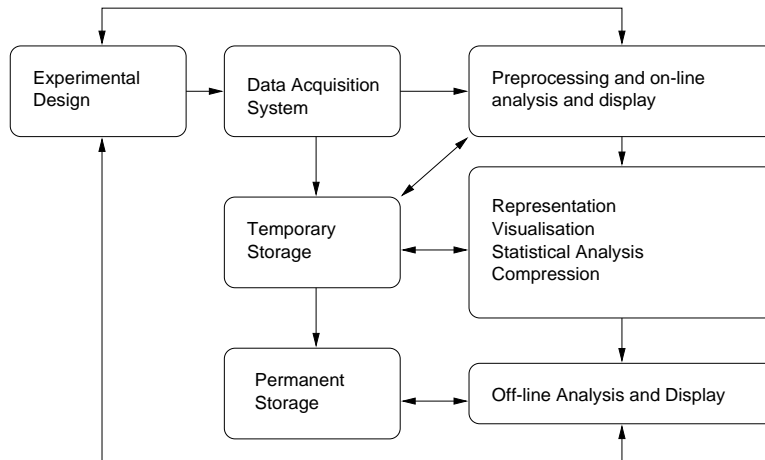 Experimental
Design
Data Acquisition
System
Preprocessing and on-line
analysis and display
Temporary
Storage
Representation
Visualisation
Statistical Analysis
Compression
Permanent
Storage
Off-line Analysis and Display